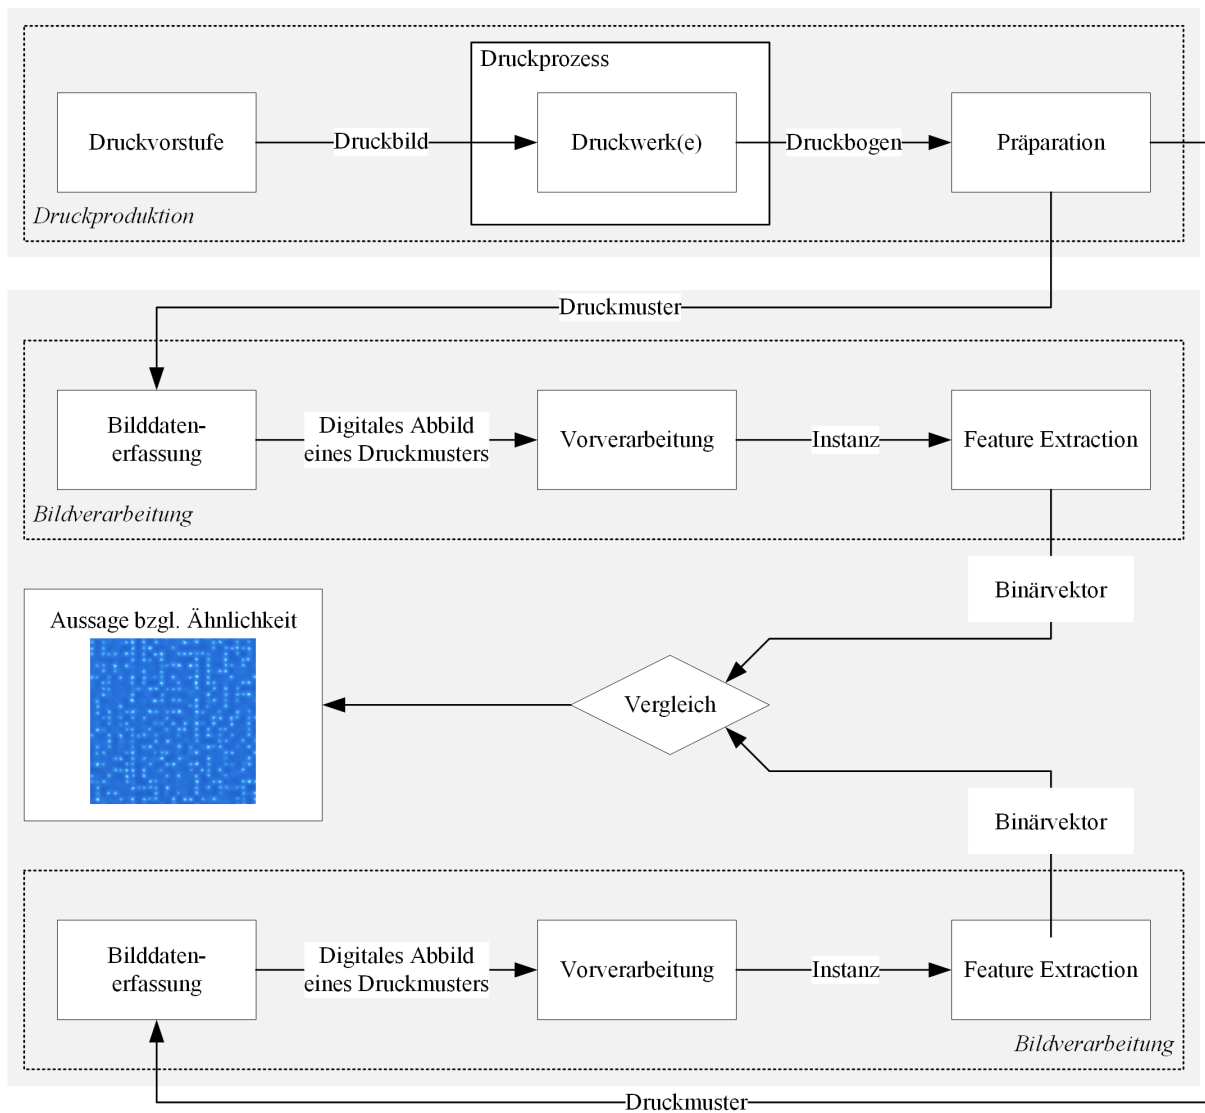 Druckprozess
Druckvorstufe
Druckbild
Druckwerk(e)
Druckbogen
Präparation
Druckproduktion
Druckmuster
Bilddaten-
erfassung
Digitales Abbild
eines Druckmusters
Vorverarbeitung
Instanz
Feature Extraction
Bildverarbeitung
Binärvektor
Aussage bzgl. Ähnlichkeit
Vergleich
Binärvektor
Bilddaten-
erfassung
Digitales Abbild
eines Druckmusters
Vorverarbeitung
Instanz
Feature Extraction
Bildverarbeitung
Druckmuster